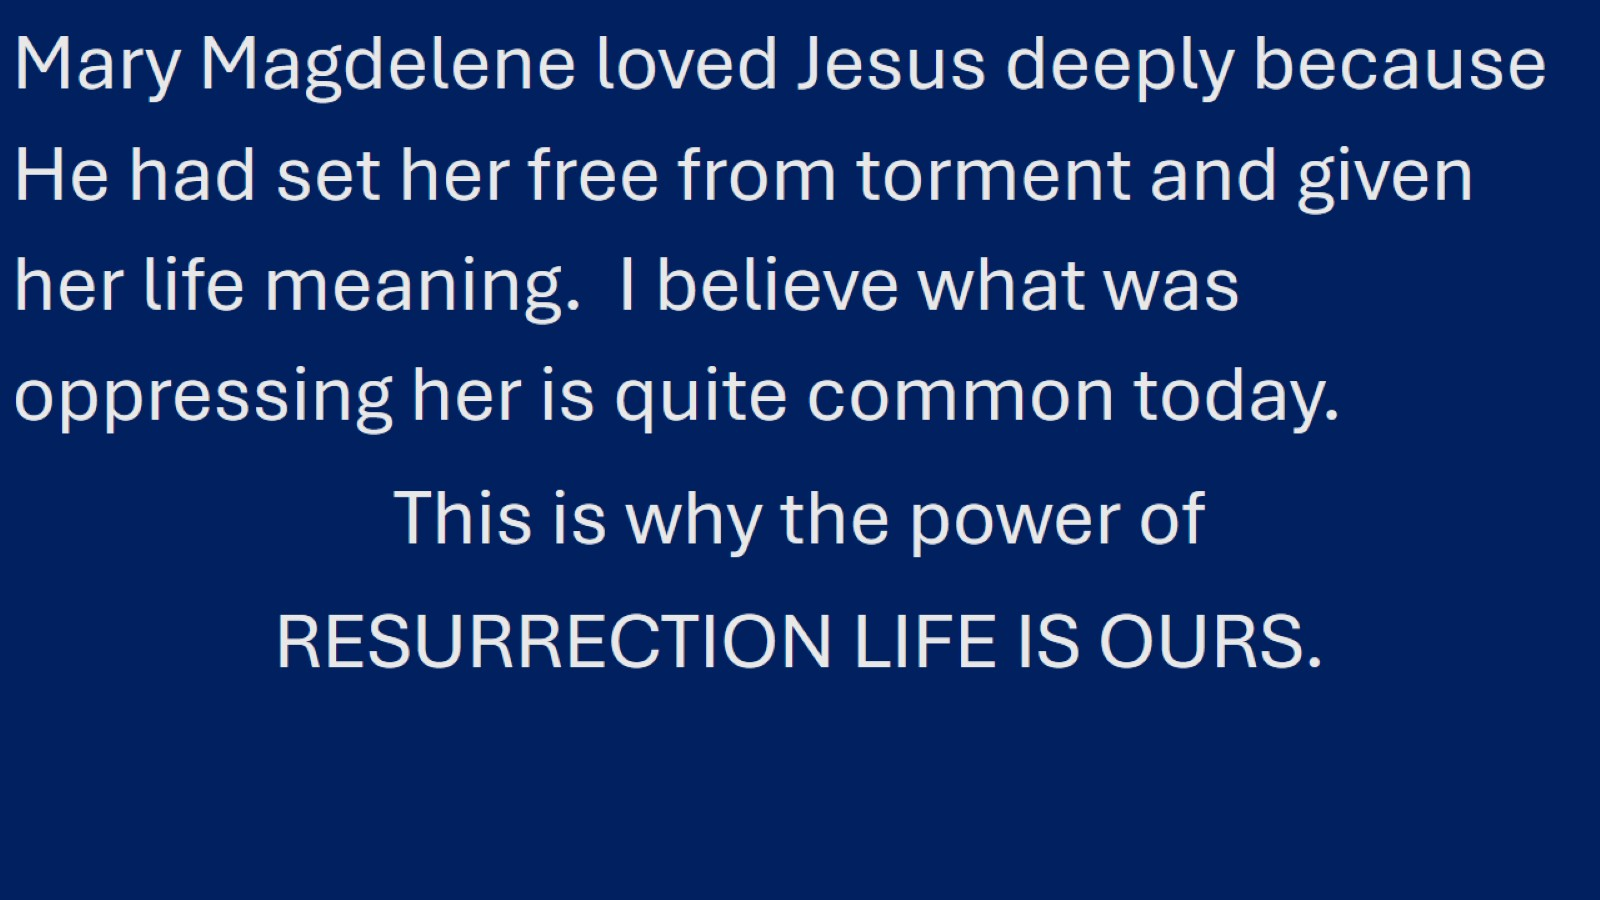 Mary Magdelene loved Jesus deeply because
He had set her free from torment and given
her life meaning.  I believe what was
oppressing her is quite common today.
This is why the power of
RESURRECTION LIFE IS OURS.